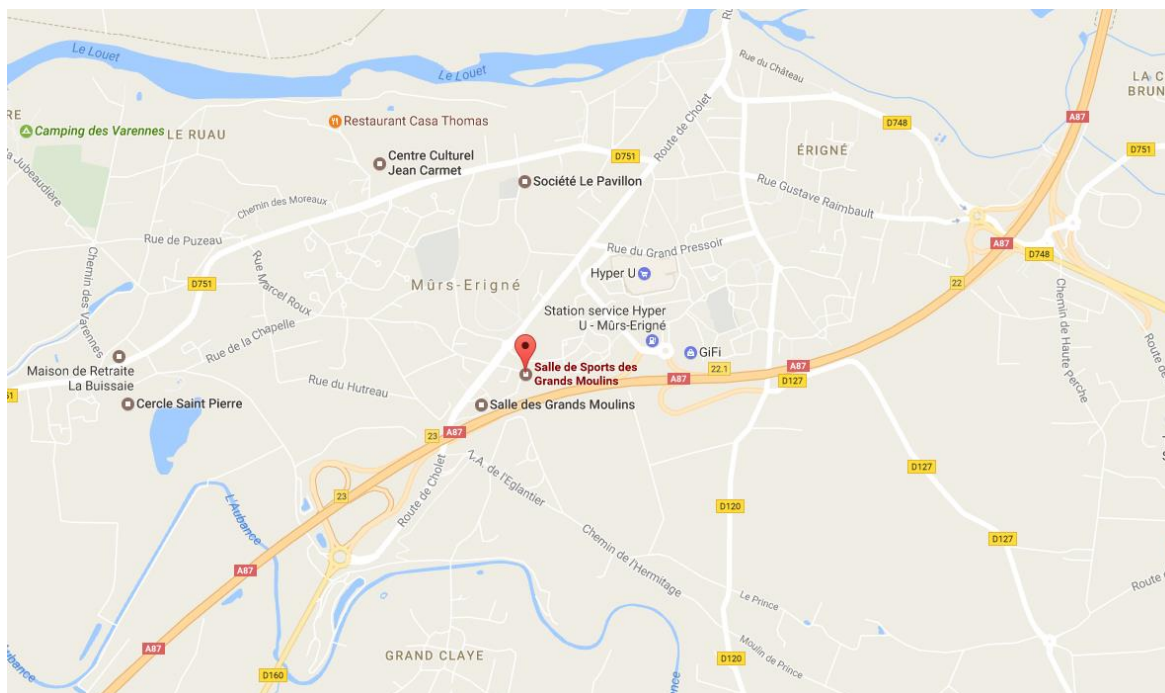 Le Louet
Le Louet
Rue du Château
LA C
BRUN
RE
Camping des Varennes
LE RUAU
Restaurant Casa Thomas
Route de Cholet
D748
A87
ÉRIGNÉ
D751
D751
Centre Culturel
Jean Carmet
Société Le Pavillon
a Jubeaudière
Rue Gustave Raimbault
Chemin des Moreaux
Rue de Puzeau
Rue du Grand Pressoir
A87
D748
Chemin des Varennes
Rue Marcel Roux
D751
Mûrs-Erigné
Hyper U
22
Station service Hyper
U - Mûrs-Erigné
GiFi
Chemin de Haute Perche
Route de
Rue de la Chapelle
Maison de Retraite
La Buissaie
Rue du Hutreau
Salle de Sports des
Grands Moulins
22.1
A87
A87
D127
51
Cercle Saint Pierre
Salle des Grands Moulins
23
A87
Z.A. de l'Eglantier
S
D127
23
L'Aubance
Route de Cholet
D120
D127
Chemin de l'Hermitage
A87
Route d
Le Prince
A87
GRAND CLAYE
Moulin de Prince
D120
D160
ubance